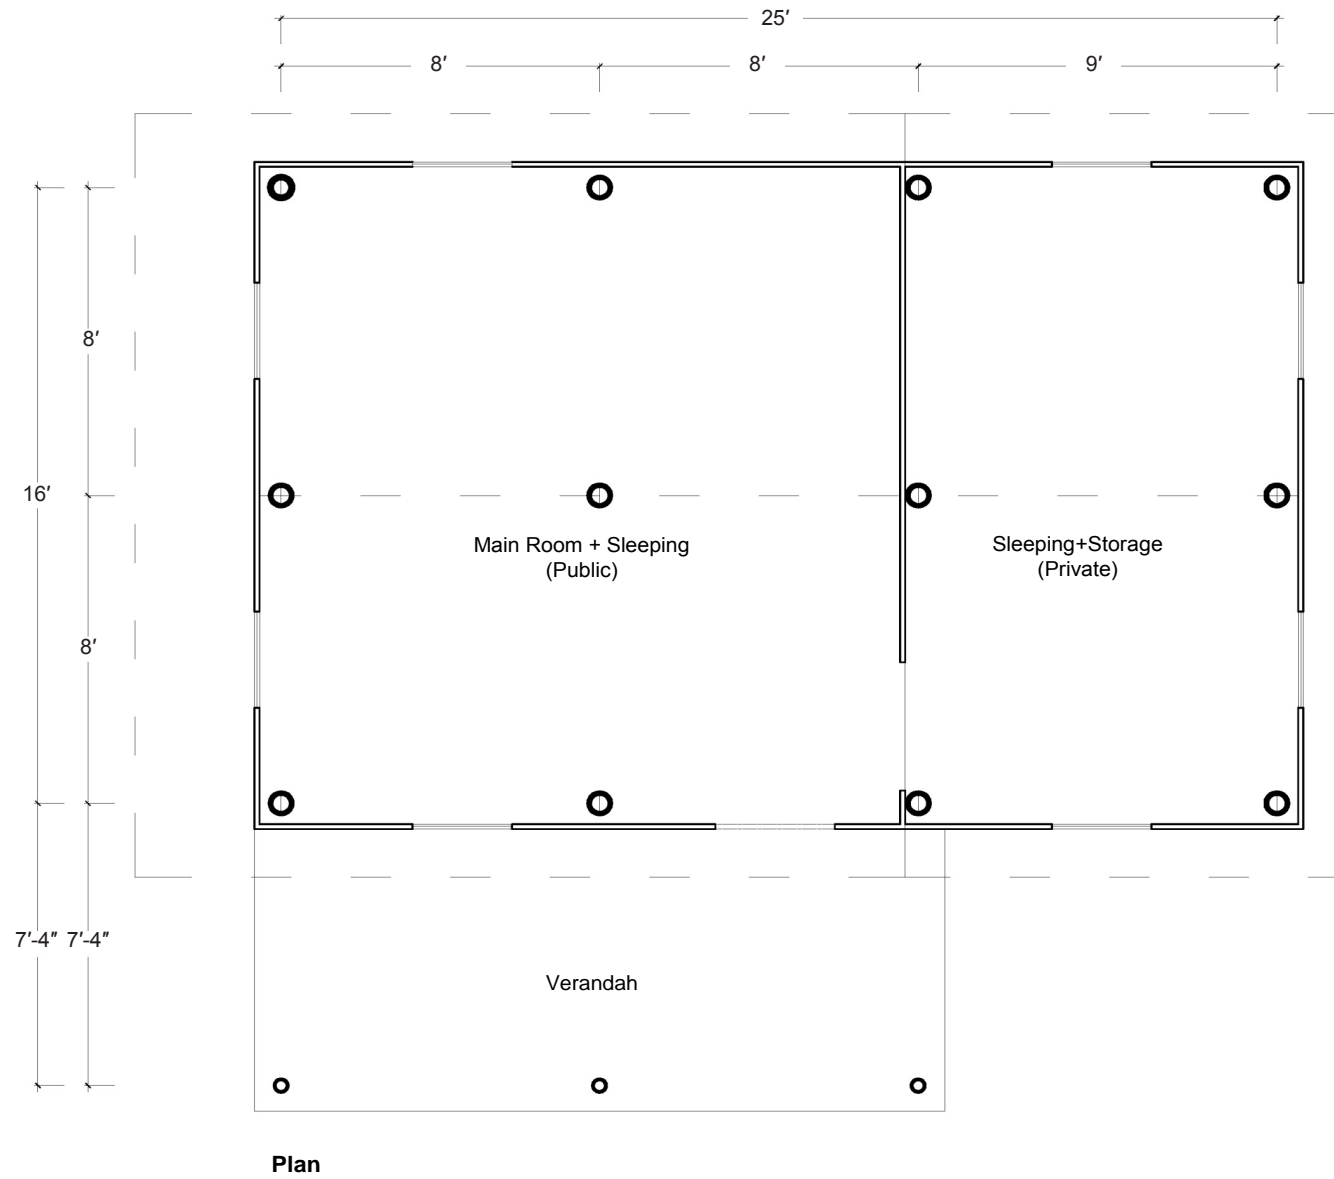 25′
8′
8′
9′
8′
16′
Main Room + Sleeping
(Public)
Sleeping+Storage
(Private)
8′
7′-4″
7′-4″
Verandah
Plan